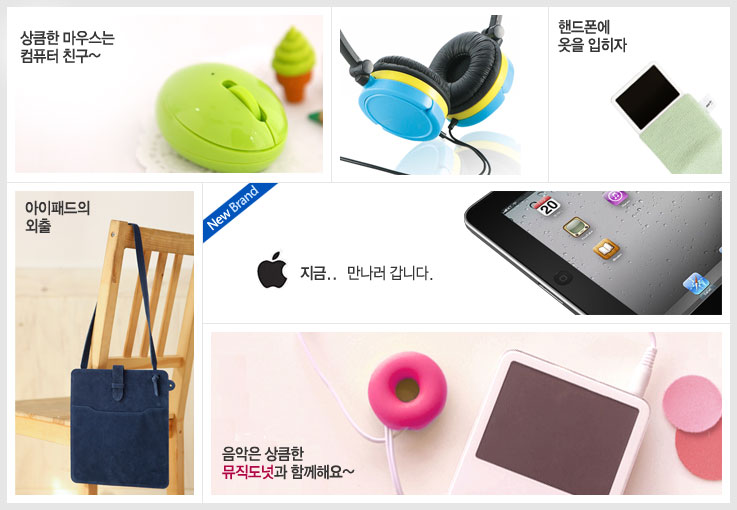 상큼한 마우스는
컴퓨터 친구~
핸드폰에
옷을 입히자
아이패드의
외출
New Brand
20
지금.. 만나러 갑니다.
음악은 상큼한
뮤직도넛과 함께해요~